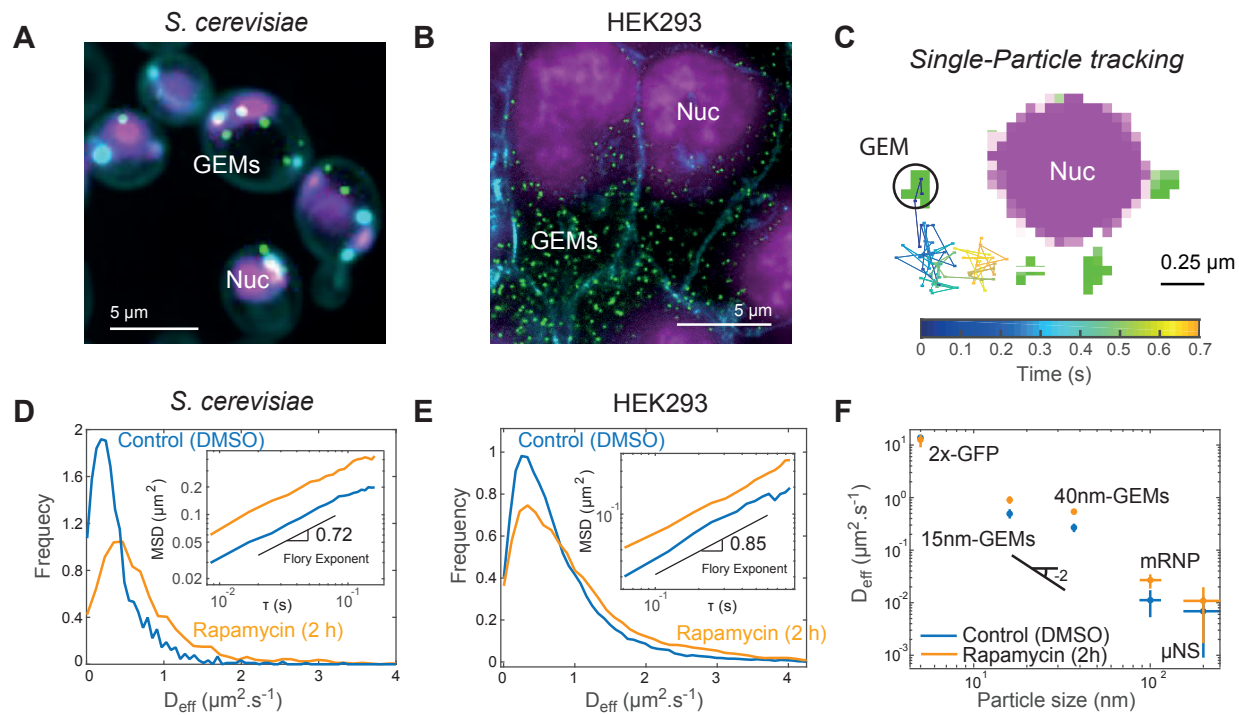 A
S. cerevisiae
GEMs
Nuc
5 µm
B
HEK293
Nuc
GEMs
5 µm
C
Single-Particle tracking
GEM
Nuc
0.25 µm
0 0.1 0.2 0.3 0.4 0.5 0.6 0.7
Time (s)
D
S. cerevisiae
2
1.6
1.2
0.8
0.4
0
Frequecy
Control (DMSO)
MSD (µm²)
0.2
0.1
0.05
0.02
0.72
Flory Exponent
10⁻² 10⁻¹
τ (s)
Rapamycin (2 h)
0 1 2 3 4
Deff (µm².s⁻¹)
E
HEK293
1
0.8
0.6
0.4
0.2
0
Frequency
Control (DMSO)
MSD (µm²)
10⁻¹
0.85
Flory Exponent
10⁻¹
τ (s)
Rapamycin (2 h)
0 1 2 3 4
Deff (µm².s⁻¹)
F
Deff (µm².s⁻¹)
10¹
10⁰
10⁻¹
10⁻²
10⁻³
2x-GFP
40nm-GEMs
15nm-GEMs
-2
mRNP
Control (DMSO)
Rapamycin (2h)
µNS
10¹ 10²
Particle size (nm)